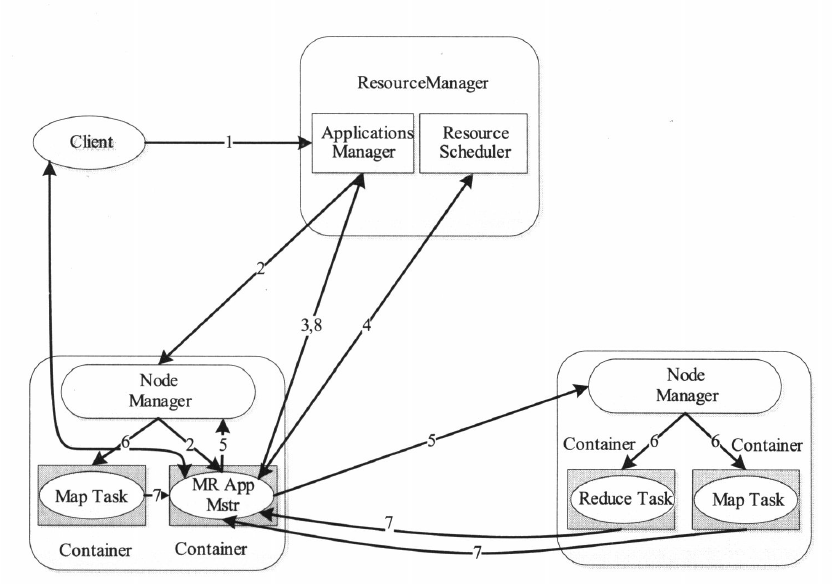 ResourceManager
Client
1
Applications
Manager
Resource
Scheduler
2
3,8
4
Node
Manager
6
2
5
Map Task
7
MR App
Mstr
Container
Container
5
Node
Manager
Container
6
6
Container
Reduce Task
Map Task
7
7